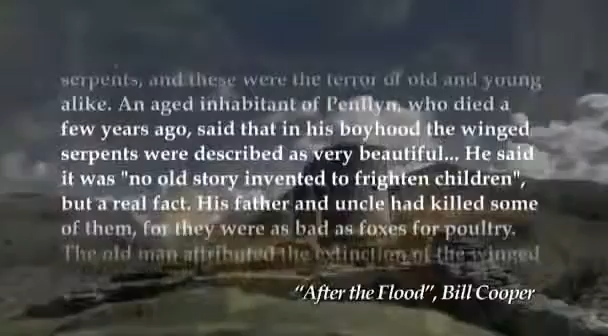 serpents, and these were the terror of old and young
alike. An aged inhabitant of Penllyn, who died a
few years ago, said that in his boyhood the winged
serpents were described as very beautiful... He said
it was "no old story invented to frighten children",
but a real fact. His father and uncle had killed some
of them, for they were as bad as foxes for poultry.
The old man attributed the extinction of the winged
"After the Flood", Bill Cooper